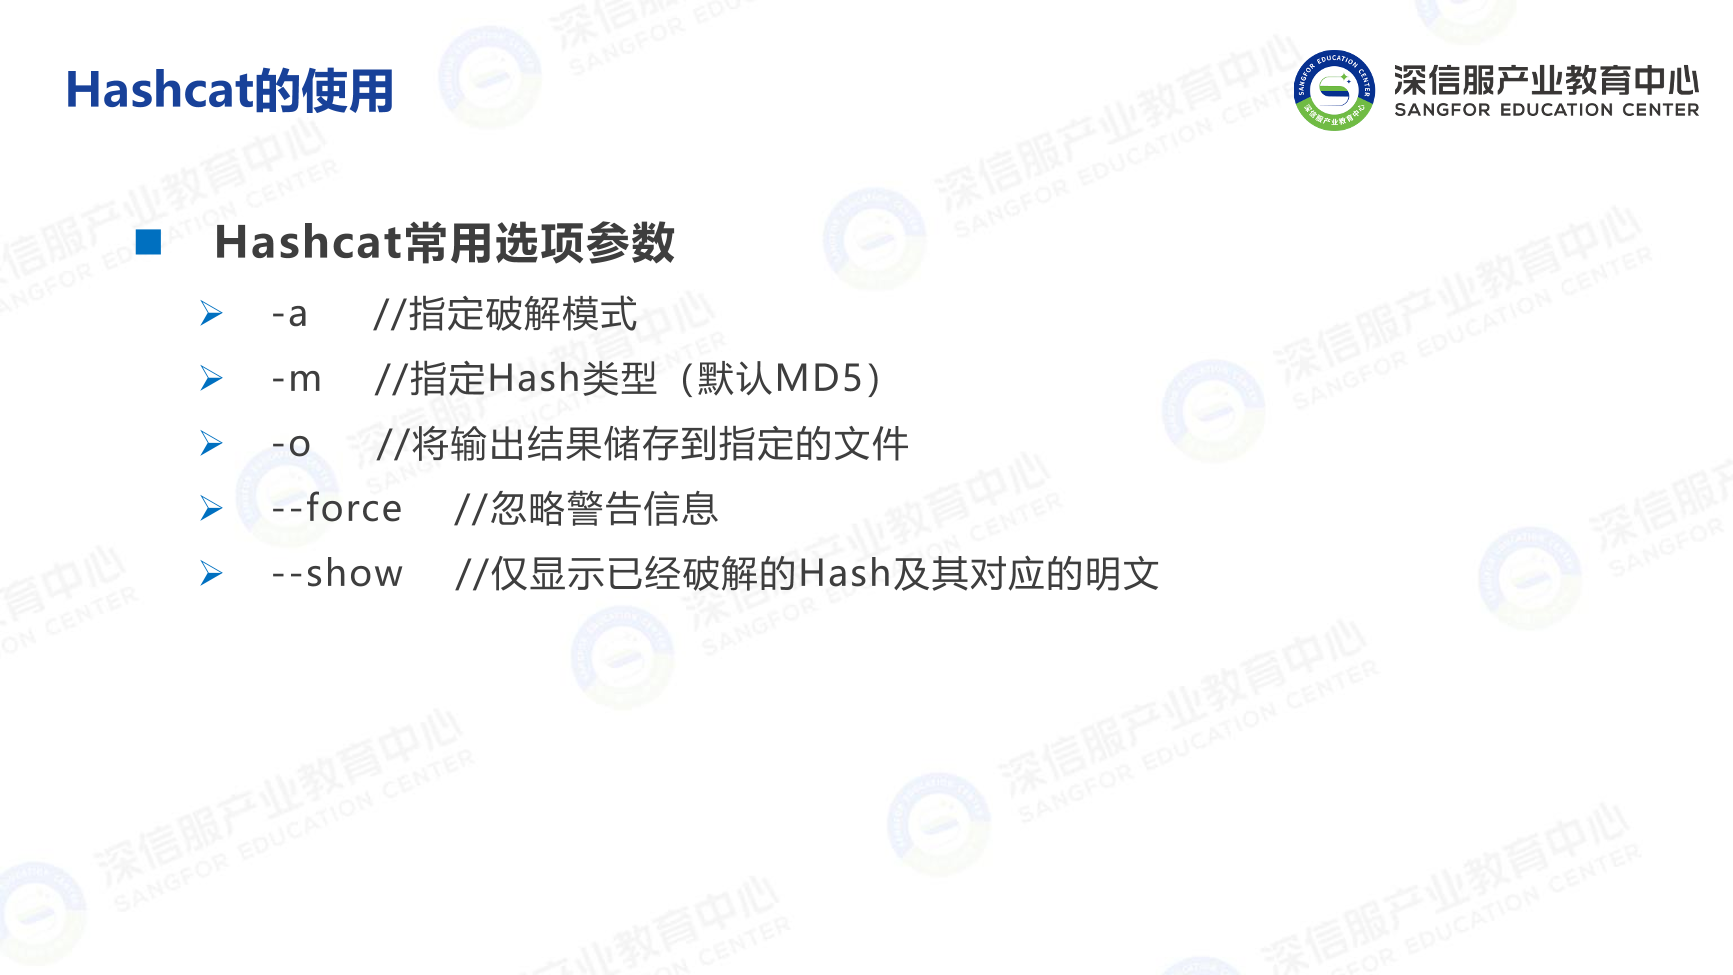 Hashcat的使用
深信服产业教育中心
SANGFOR EDUCATION CENTER
Hashcat常用选项参数
-a //指定破解模式
-m //指定Hash类型（默认MD5）
-o //将输出结果储存到指定的文件
--force //忽略警告信息
--show //仅显示已经破解的Hash及其对应的明文